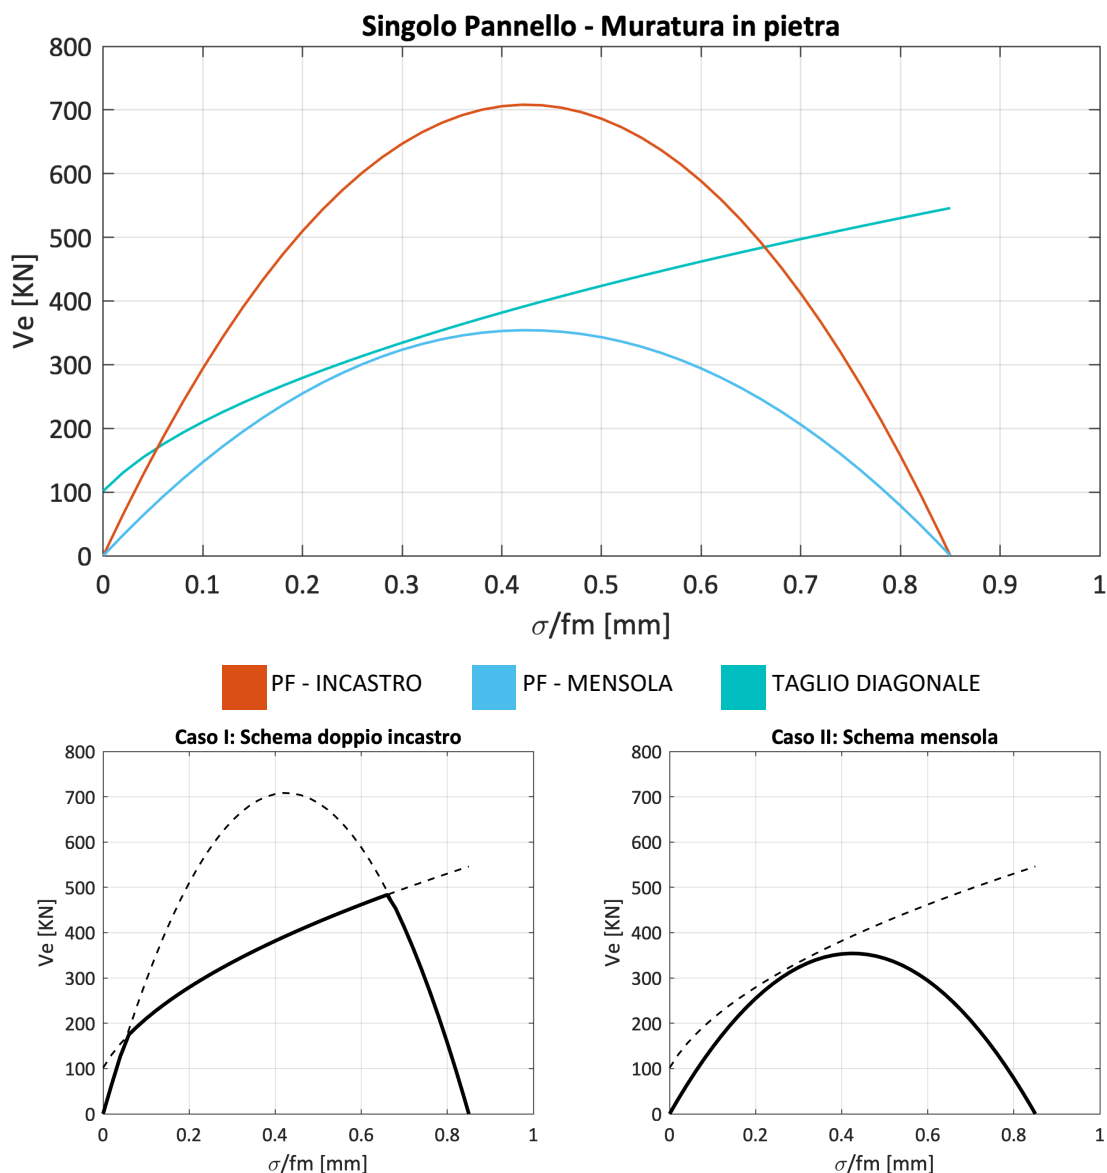 Singolo Pannello - Muratura in pietra
800
700
600
500
400
300
200
100
0
Ve [KN]
0 0.1 0.2 0.3 0.4 0.5 0.6 0.7 0.8 0.9 1
σ/fm [mm]
PF - INCASTRO PF - MENSOLA TAGLIO DIAGONALE
Caso I: Schema doppio incastro
800
700
600
500
400
300
200
100
0
Ve [KN]
0 0.2 0.4 0.6 0.8 1
σ/fm [mm]
Caso II: Schema mensola
800
700
600
500
400
300
200
100
0
Ve [KN]
0 0.2 0.4 0.6 0.8 1
σ/fm [mm]